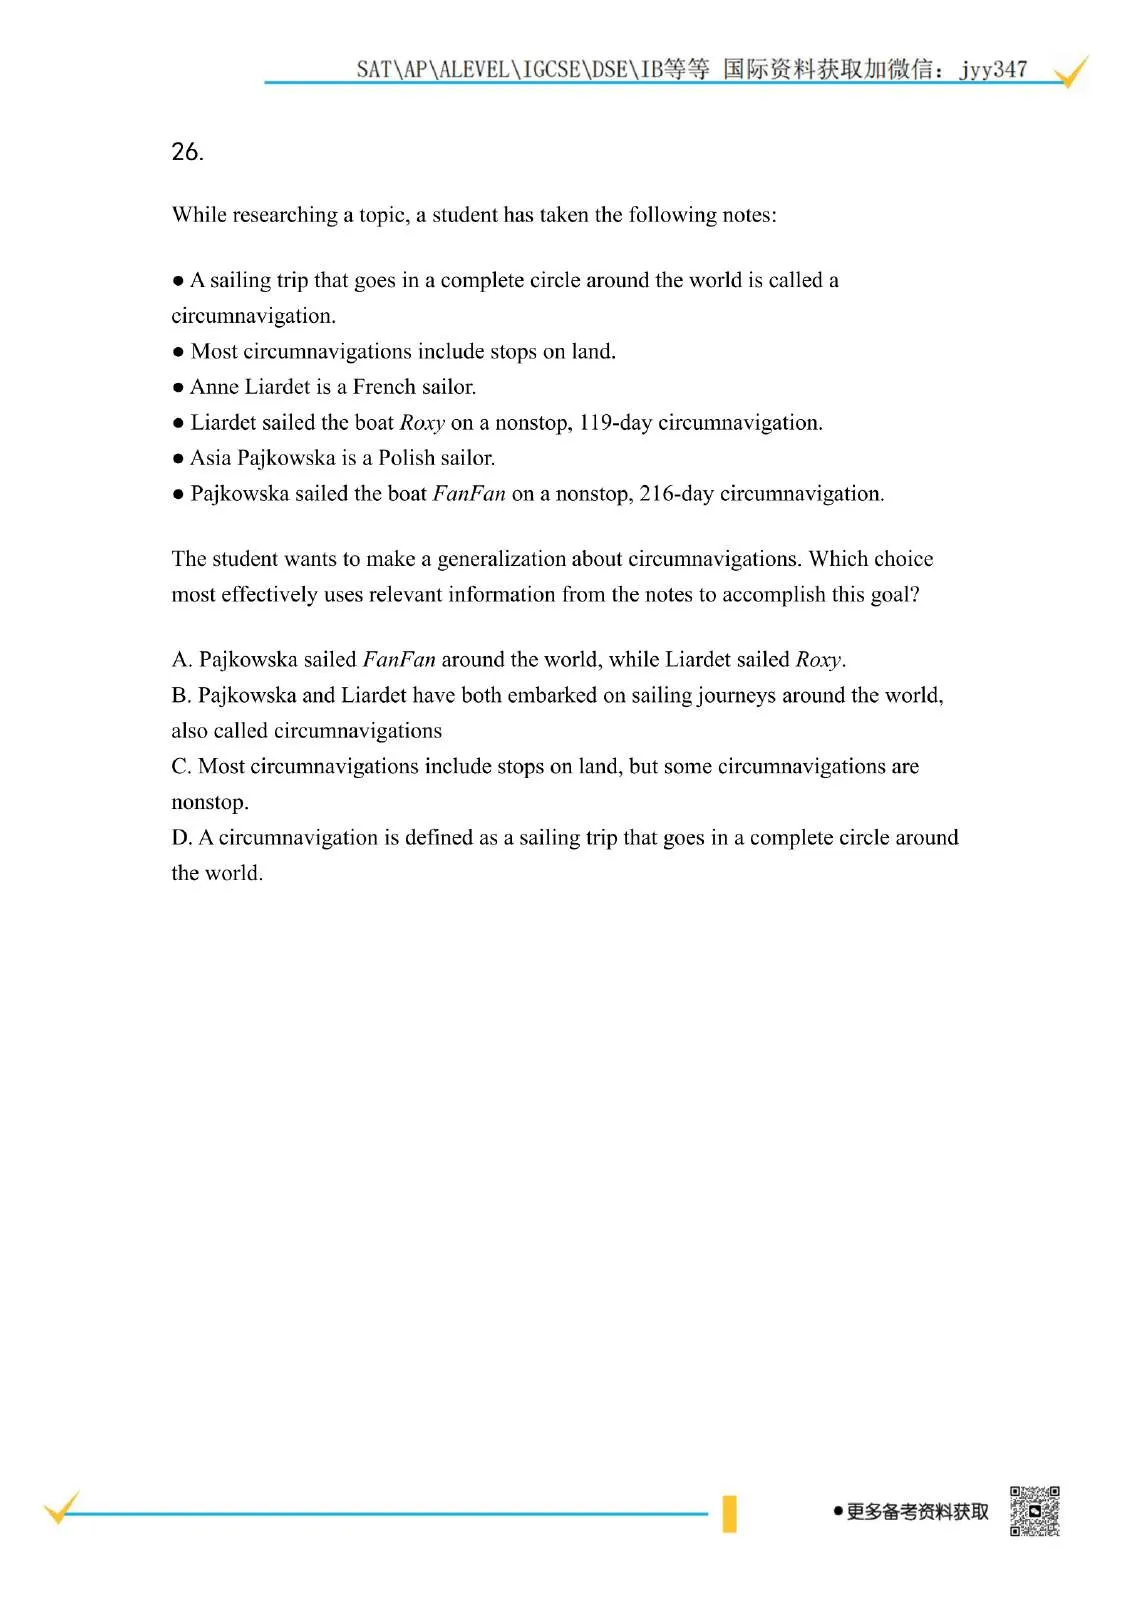 SAT\AP\ALEVEL\IGCSE\DSE\IB等等 国际资料获取加微信：jyy347
26.
While researching a topic, a student has taken the following notes:
● A sailing trip that goes in a complete circle around the world is called a
circumnavigation.
● Most circumnavigations include stops on land.
● Anne Liardet is a French sailor.
● Liardet sailed the boat Roxy on a nonstop, 119-day circumnavigation.
● Asia Pajkowska is a Polish sailor.
● Pajkowska sailed the boat FanFan on a nonstop, 216-day circumnavigation.
The student wants to make a generalization about circumnavigations. Which choice
most effectively uses relevant information from the notes to accomplish this goal?
A. Pajkowska sailed FanFan around the world, while Liardet sailed Roxy.
B. Pajkowska and Liardet have both embarked on sailing journeys around the world,
also called circumnavigations
C. Most circumnavigations include stops on land, but some circumnavigations are
nonstop.
D. A circumnavigation is defined as a sailing trip that goes in a complete circle around
the world.
●更多备考资料获取